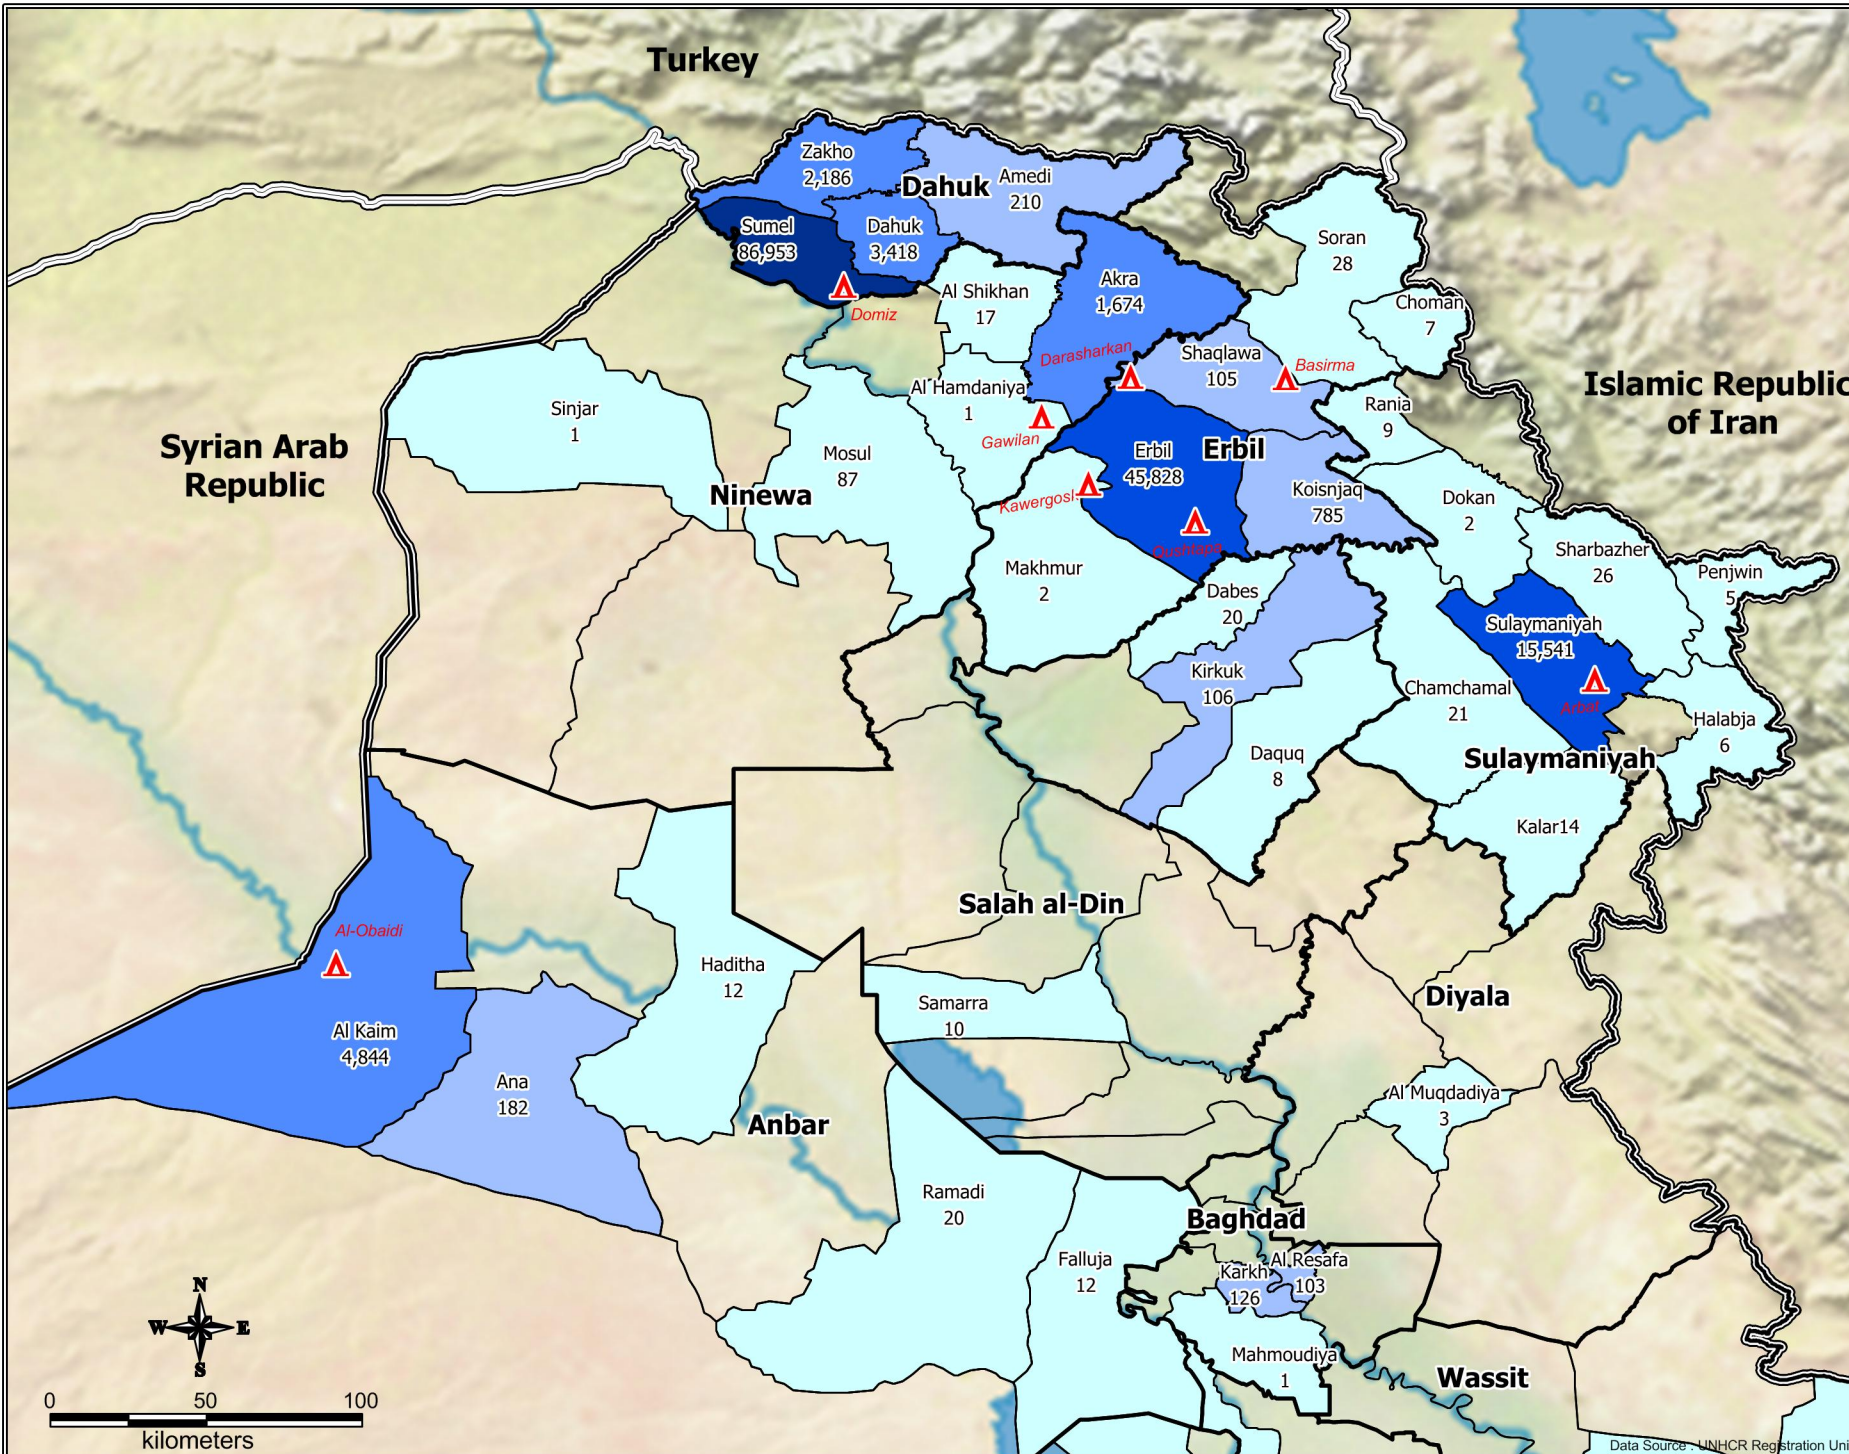 Turkey
Zakho
2,186
Dahuk
Amedi
210
Sumel
86,953
Dahuk
3,418
Soran
28
Akra
1,674
Al Shikhan
17
Choman
7
Domiz
Darasharkan
Shaqlawa
105
Basirma
Islamic Republic
of Iran
Al Hamdaniya
1
Sinjar
1
Rania
9
Gawilan
Syrian Arab
Republic
Mosul
87
Erbil
45,828
Erbil
Ninewa
Kawergosk
Koisnjaq
785
Dokan
2
Qushtapa
Sharbazher
26
Makhmur
2
Penjwin
5
Dabes
20
Sulaymaniyah
15,541
Kirkuk
106
Chamchamal
21
Arbat
Halabja
6
Daquq
8
Sulaymaniyah
Kalar14
Salah al-Din
Al-Obaidi
Haditha
12
Samarra
10
Diyala
Al Kaim
4,844
Ana
182
Al Muqdadiya
3
Anbar
Ramadi
20
Baghdad
Falluja
12
Karkh
126
Al Resafa
103
N
W E
S
Mahmoudiya
1
Wassit
0 50 100
kilometers
Data Source : UNHCR Registration Uni